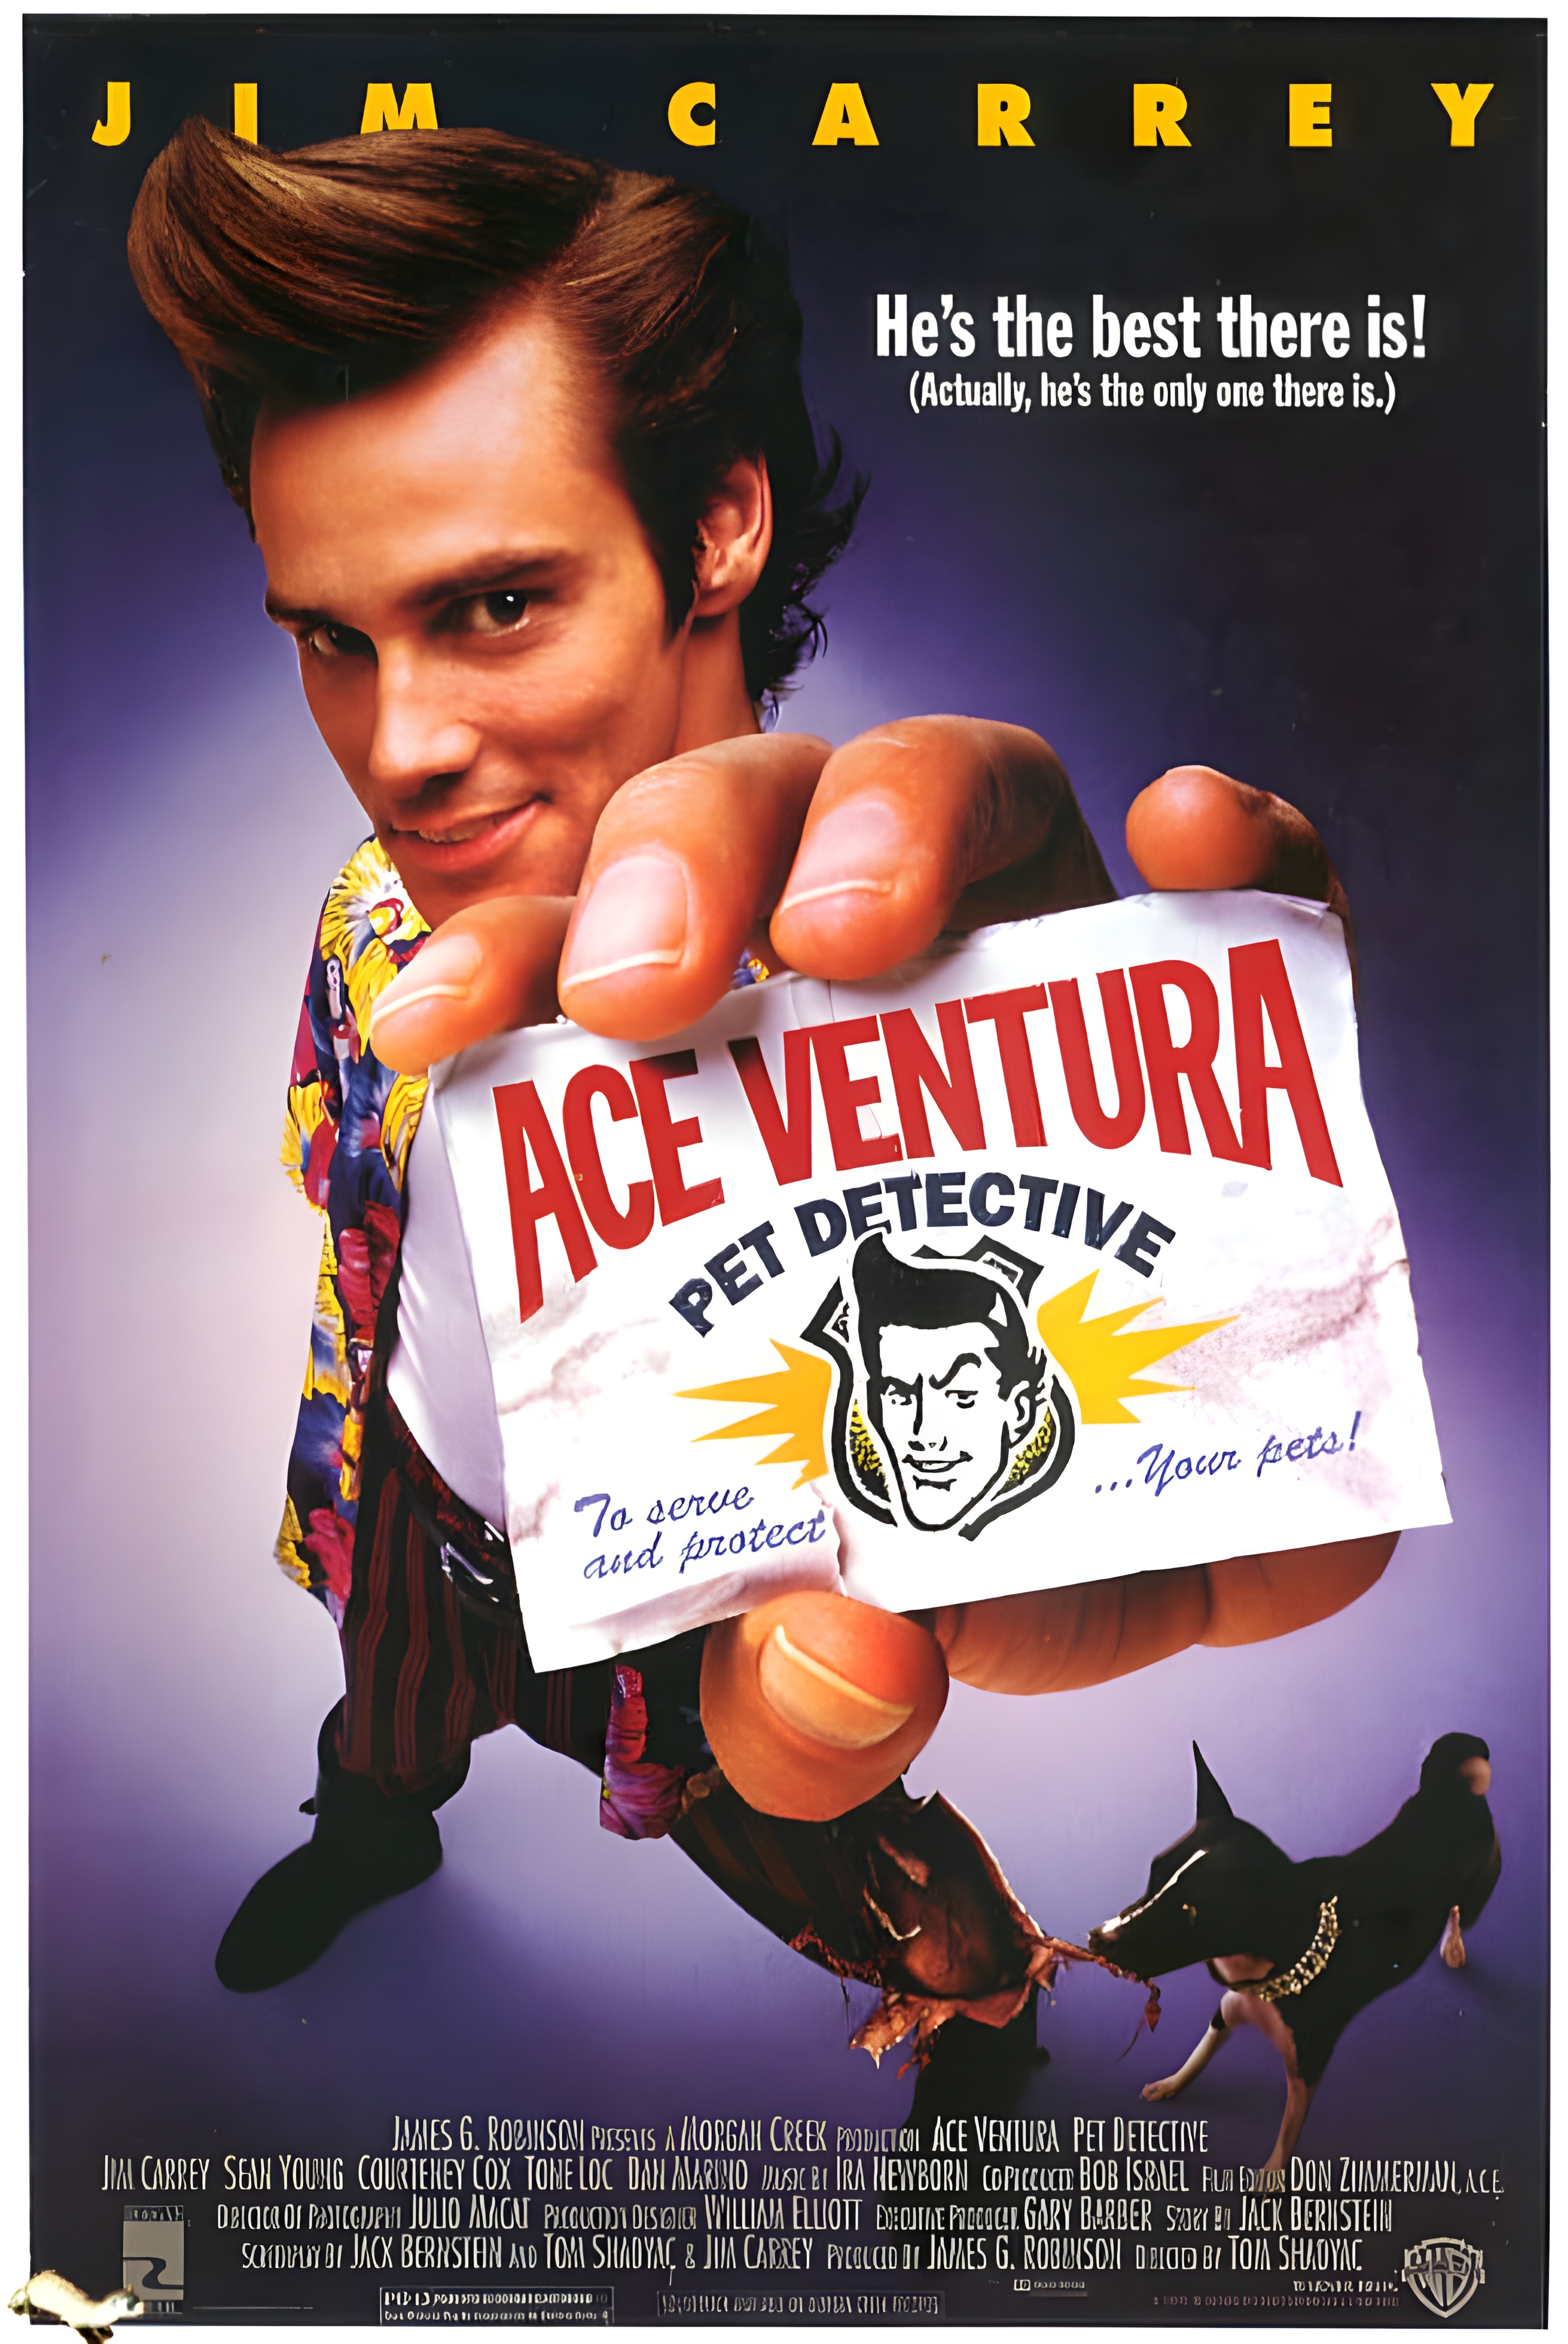 JIM CARREY
He's the best there is!
(Actually, he's the only one there is.)
ACE VENTURA
PET DETECTIVE
To serve
and protect
...Your pets!
JAMES G. ROBINSON PRESENTS A MORGAN CREEK PRODUCTION ACE VENTURA PET DETECTIVE
JIM CARREY SEAN YOUNG COURTENEY COX TONE LOC DAN MARINO MUSIC BY IRA NEWBORN CO-PRODUCER BOB ISRAEL FILM EDITOR DON ZIMMERMAN, A.C.E.
DIRECTOR OF PHOTOGRAPHY JULIO MACAT PRODUCTION DESIGNER WILLIAM ELLIOTT EXECUTIVE PRODUCER GARY BARBER STORY BY JACK BERNSTEIN
SCREENPLAY BY JACK BERNSTEIN AND TOM SHADYAC & JIM CARREY PRODUCED BY JAMES G. ROBINSON DIRECTED BY TOM SHADYAC
PG-13
WB